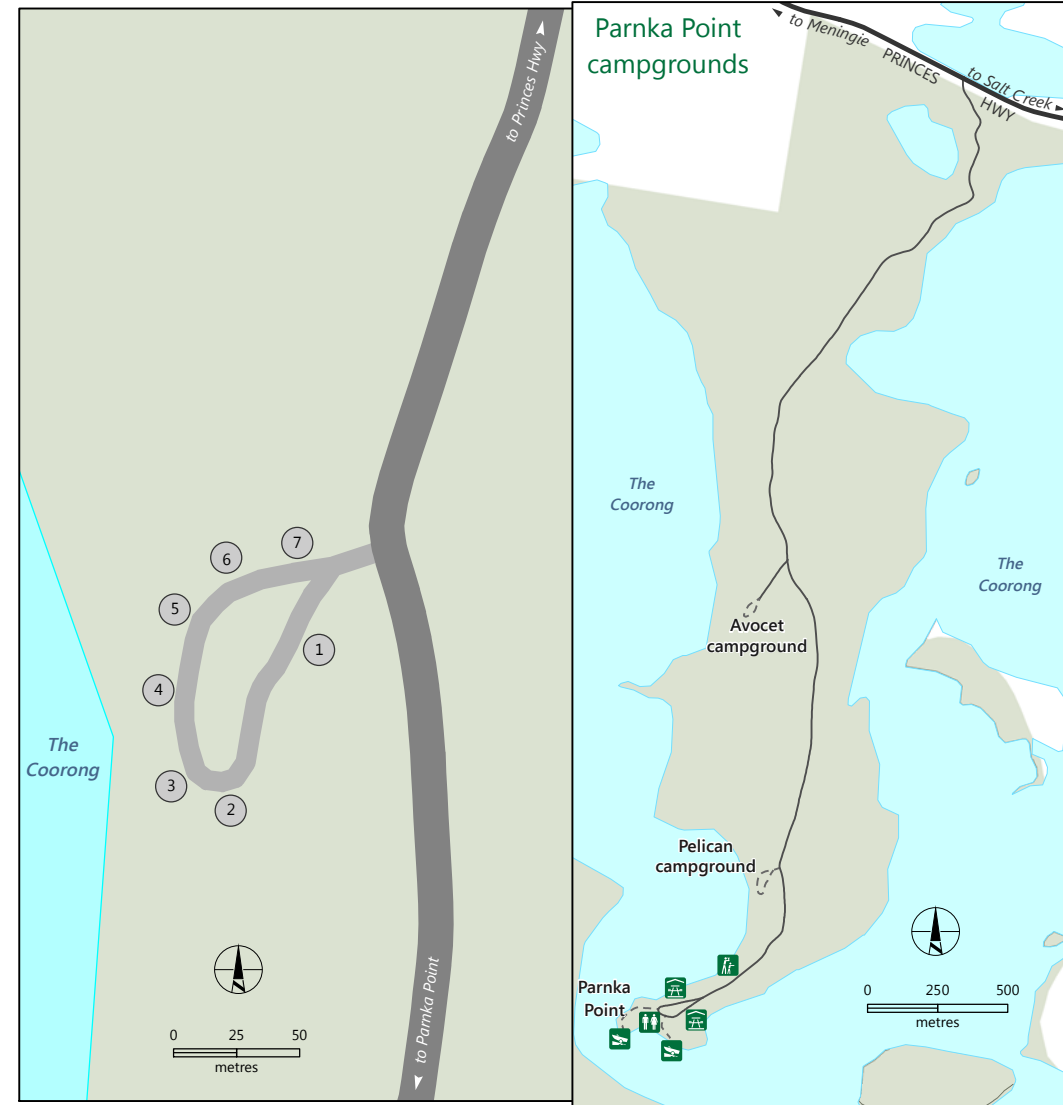 to Princes Hwy
7
6
5
1
4
The
Coorong
3
2
to Parnka Point
0 25 50
metres
Parnka Point
campgrounds
to Meningie
PRINCES
HWY
to Salt Creek
The
Coorong
The
Coorong
Avocet
campground
Pelican
campground
Parnka
Point
0 250 500
metres